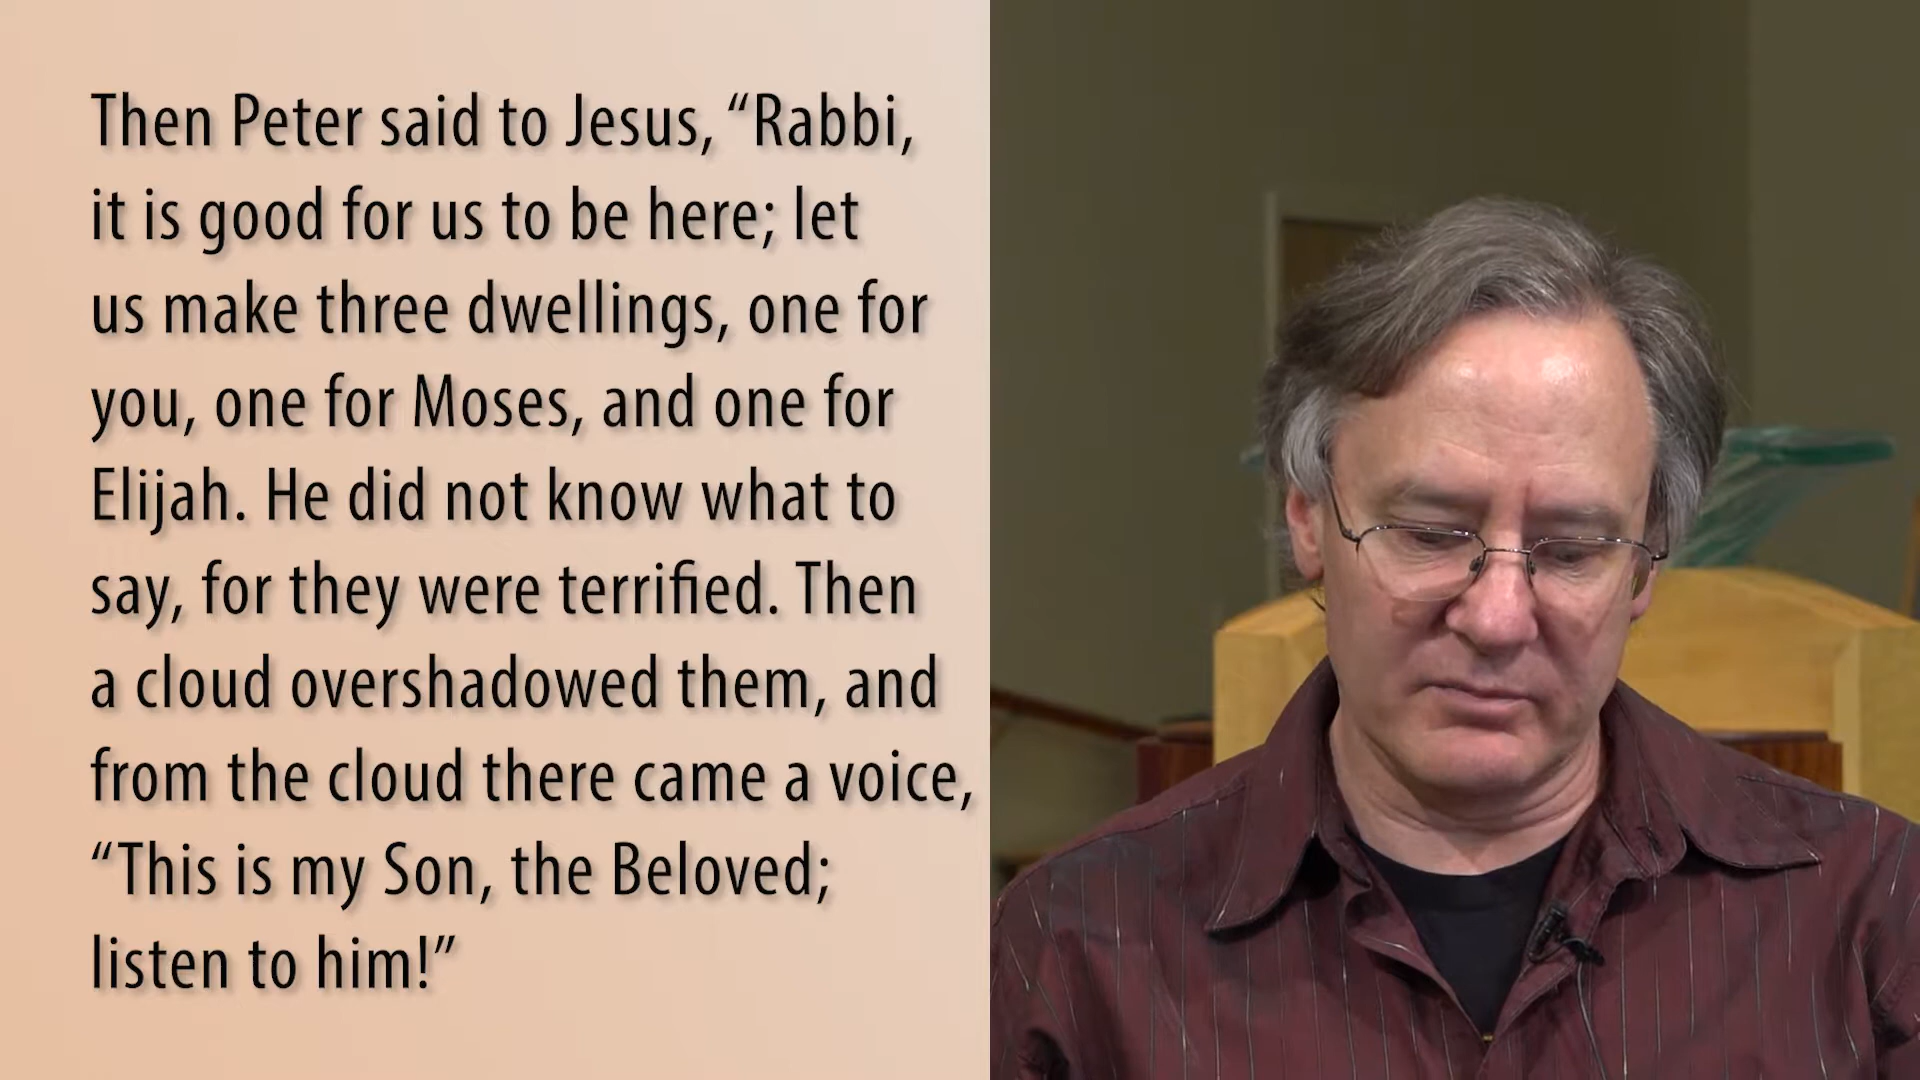 Then Peter said to Jesus, “Rabbi,
it is good for us to be here; let
us make three dwellings, one for
you, one for Moses, and one for
Elijah. He did not know what to
say, for they were terrified. Then
a cloud overshadowed them, and
from the cloud there came a voice,
“This is my Son, the Beloved;
listen to him!”